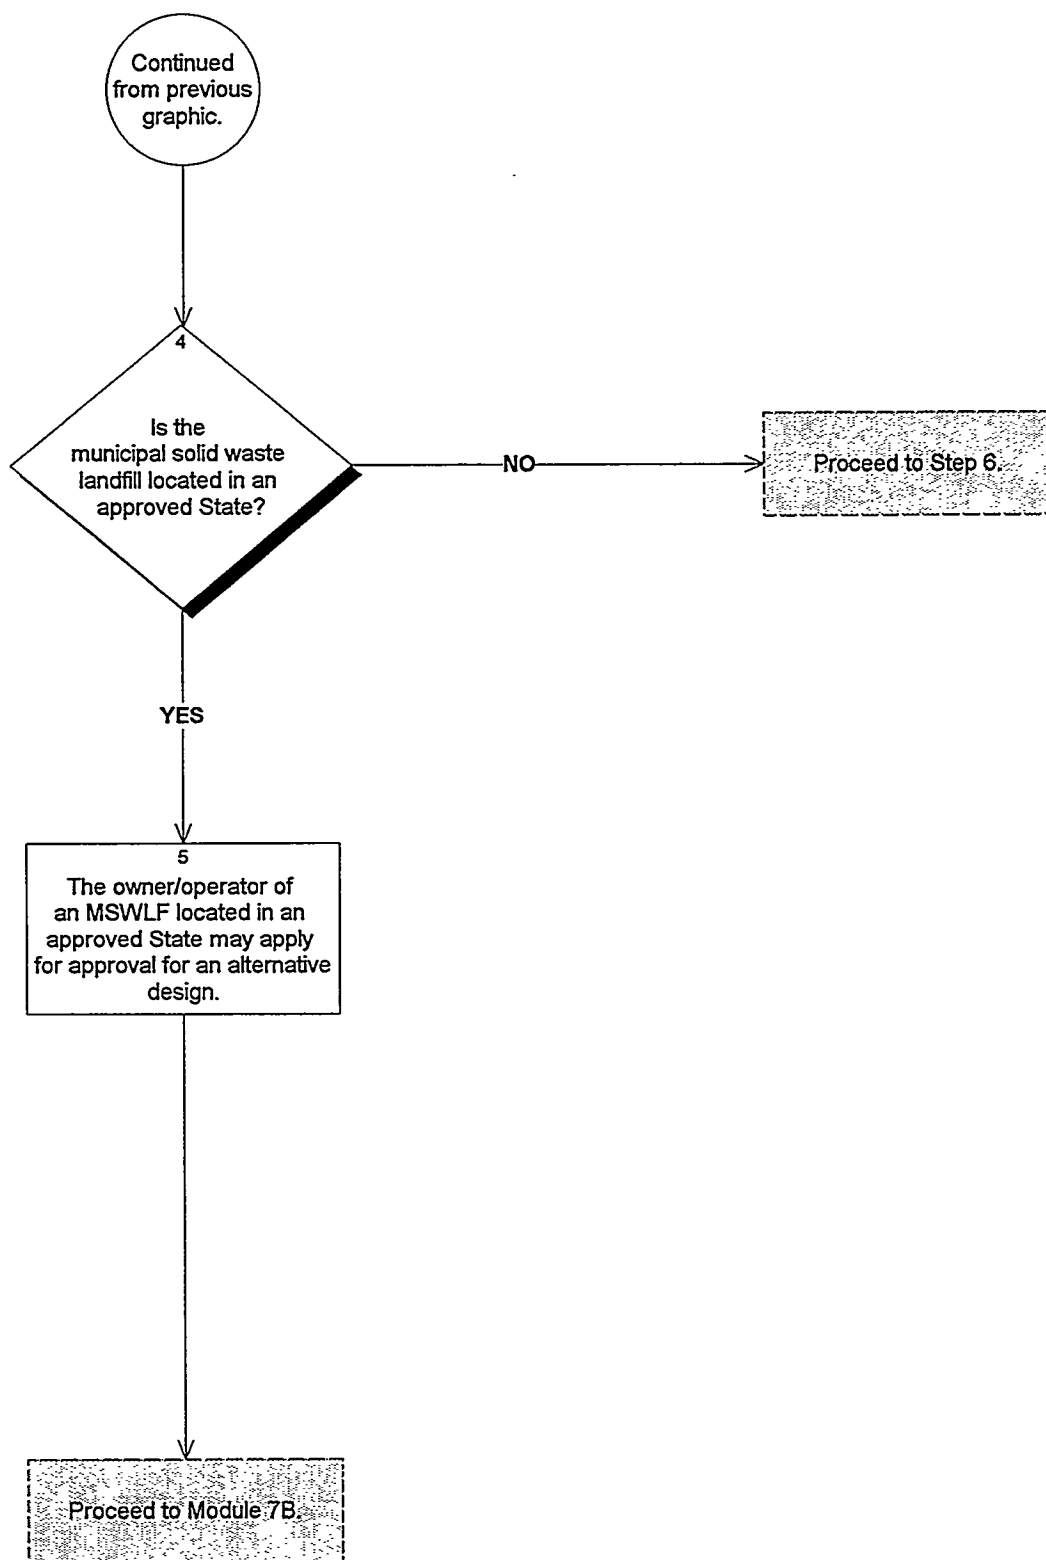 Continued
from previous
graphic.
4
Is the
municipal solid waste
landfill located in an
approved State?
NO
Proceed to Step 6.
YES
5
The owner/operator of
an MSWLF located in an
approved State may apply
for approval for an alternative
design.
Proceed to Module 7B.